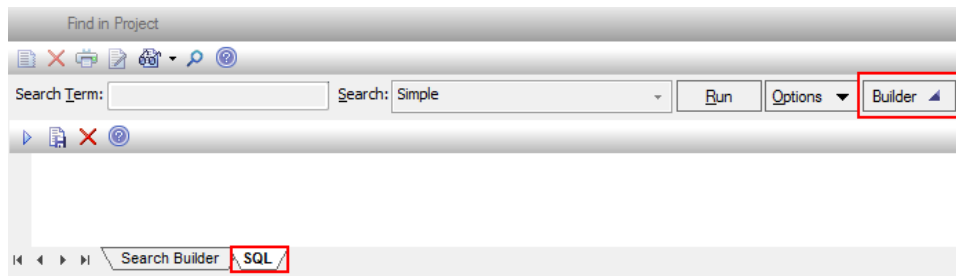 Find in Project
Search Term: Search: Simple Run Options Builder
Search Builder SQL